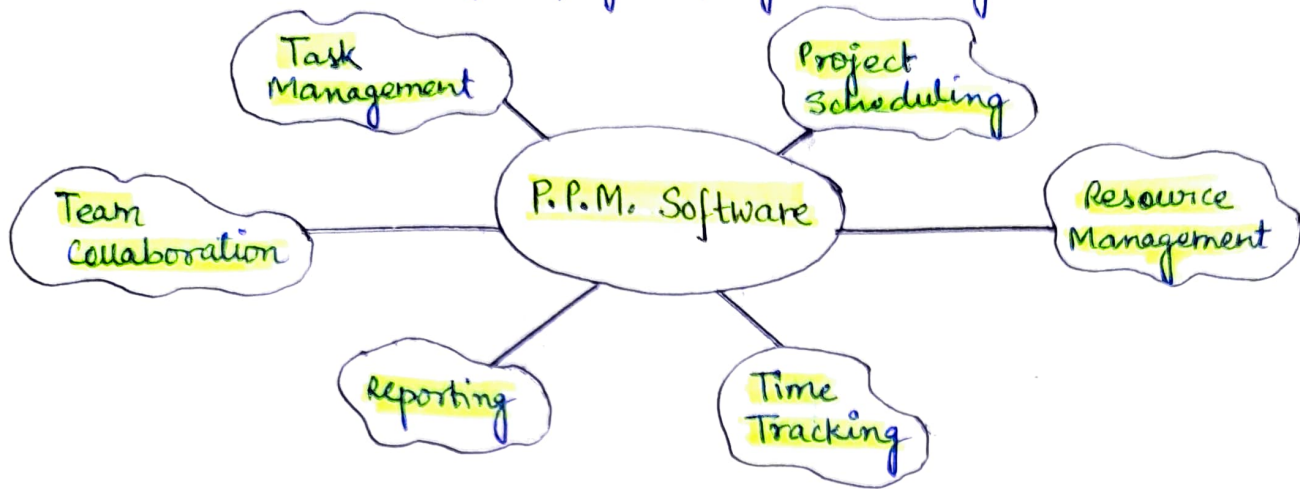 Task
Management
Project
Scheduling
P.P.M. Software
Team
Collaboration
Resource
Management
Reporting
Time
Tracking